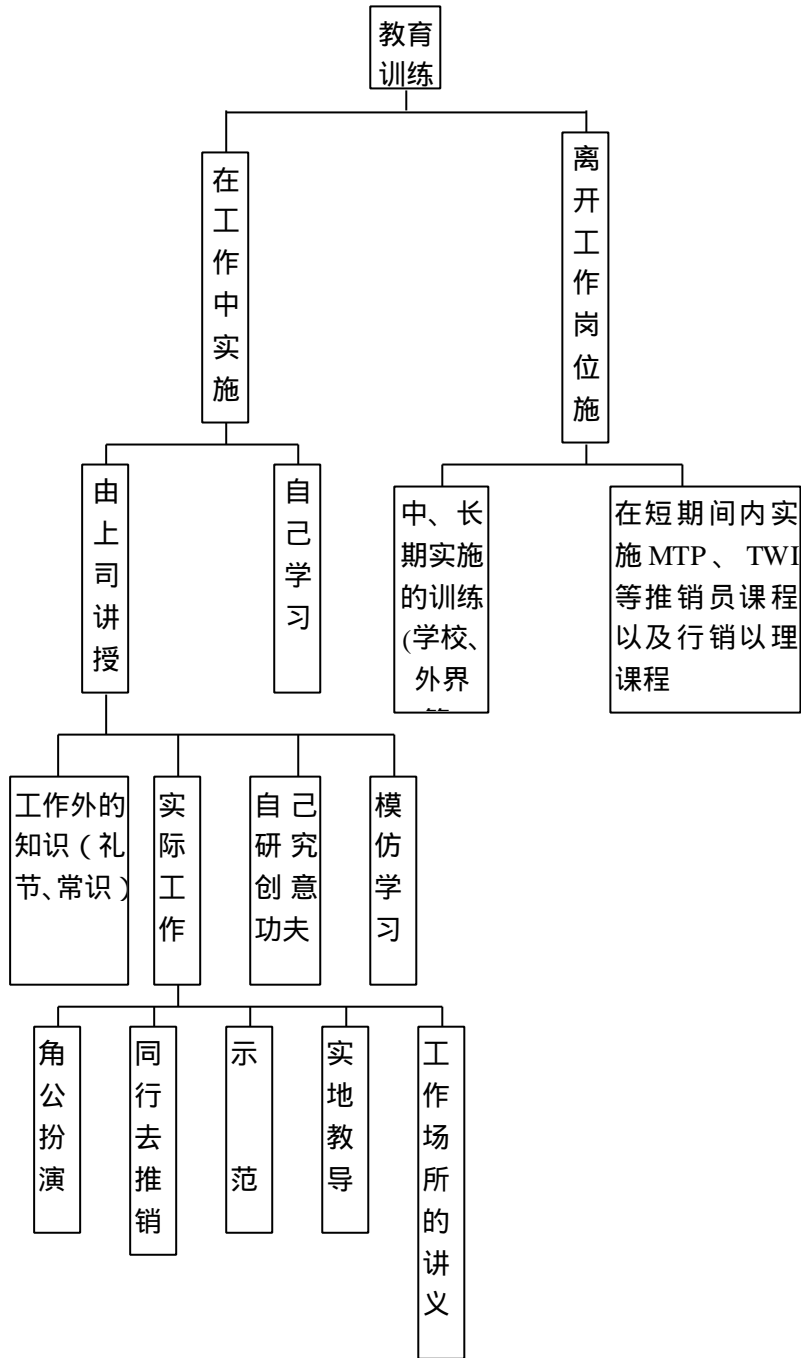 教育
训练
在工作中实施
离开工作岗位施
由上司讲授
自己学习
中、长
期实施
的训练
(学校、
外界
在短期间内实
施 MTP 、 TWI
等推销员课程
以及行销以理
课程
工作外的
知识（礼
节、常识）
实际工作
自己
研究
创意
功夫
模仿学习
角公扮演
同行去推销
示范
实地教导
工作场所的讲义